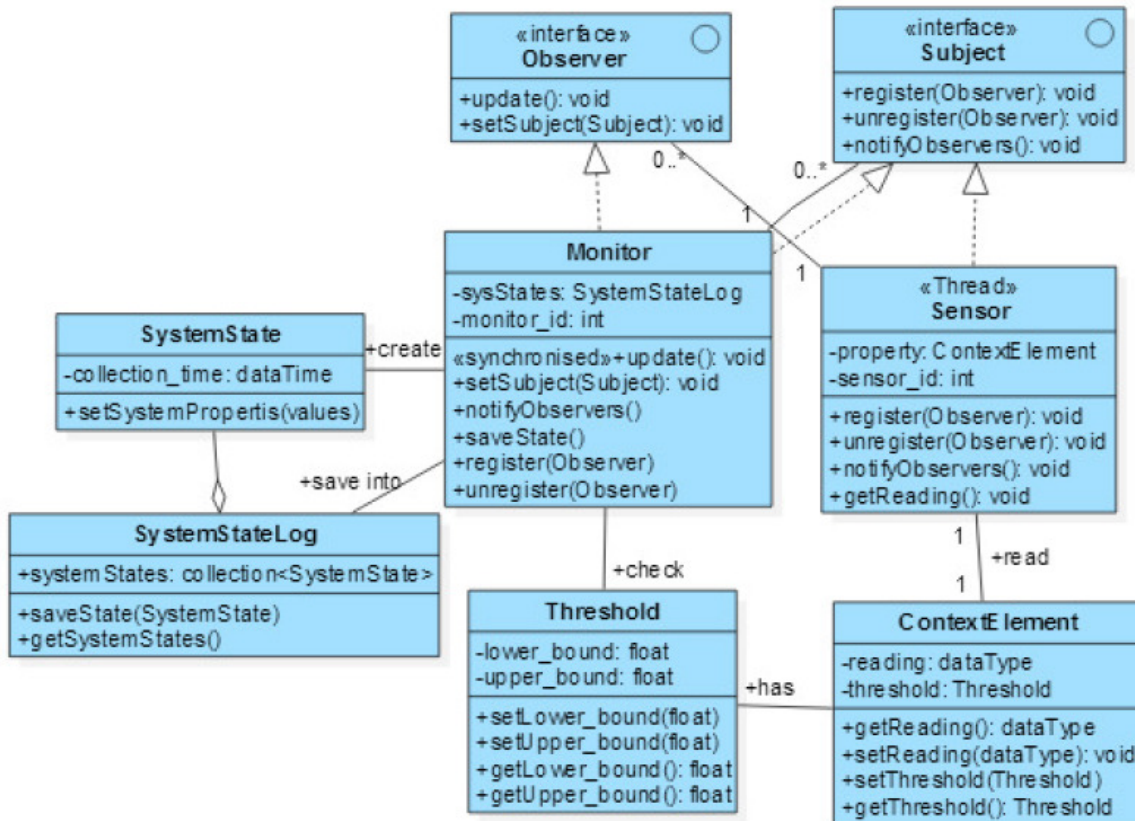 «interface»
Observer
+update(): void
+setSubject(Subject): void
«interface»
Subject
+register(Observer): void
+unregister(Observer): void
+notifyObservers(): void
0..*
0..*
1
1
Monitor
-sysStates: SystemStateLog
-monitor_id: int
«synchronised»+update(): void
+setSubject(Subject): void
+notifyObservers()
+saveState()
+register(Observer)
+unregister(Observer)
«Thread»
Sensor
-property: ContextElement
-sensor_id: int
+register(Observer): void
+unregister(Observer): void
+notifyObservers(): void
+getReading(): void
SystemState
-collection_time: dataTime
+setSystemPropertis(values)
+create
+save into
SystemStateLog
+systemStates: collection<SystemState>
+saveState(SystemState)
+getSystemStates()
+check
1
+read
1
Threshold
-lower_bound: float
-upper_bound: float
+setLower_bound(float)
+setUpper_bound(float)
+getLower_bound(): float
+getUpper_bound(): float
+has
ContextElement
-reading: dataType
-threshold: Threshold
+getReading(): dataType
+setReading(dataType): void
+setThreshold(Threshold)
+getThreshold(): Threshold